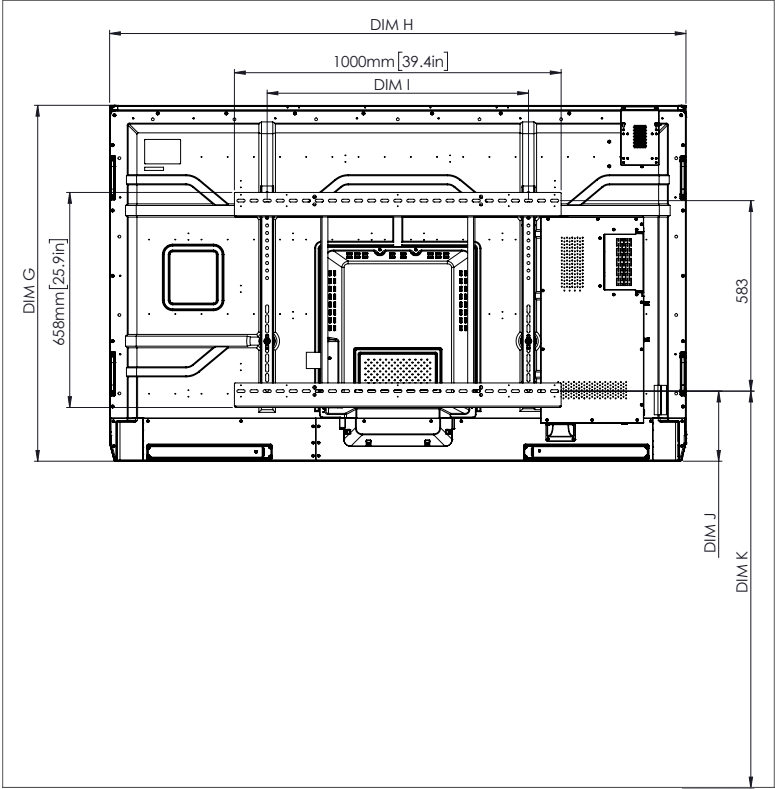 DIM H
1000mm[39.4in]
DIM I
DIM G
658mm[25.9in]
583
DIM J
DIM K